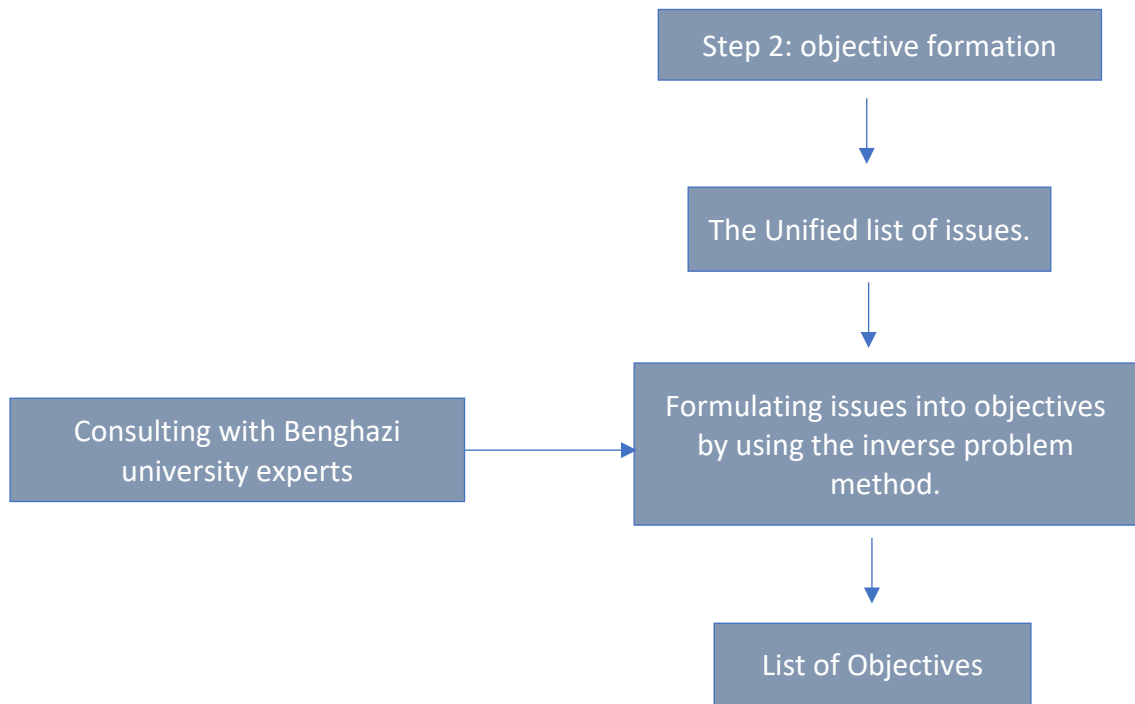 Step 2: objective formation
The Unified list of issues.
Formulating issues into objectives
by using the inverse problem
method.
Consulting with Benghazi
university experts
List of Objectives